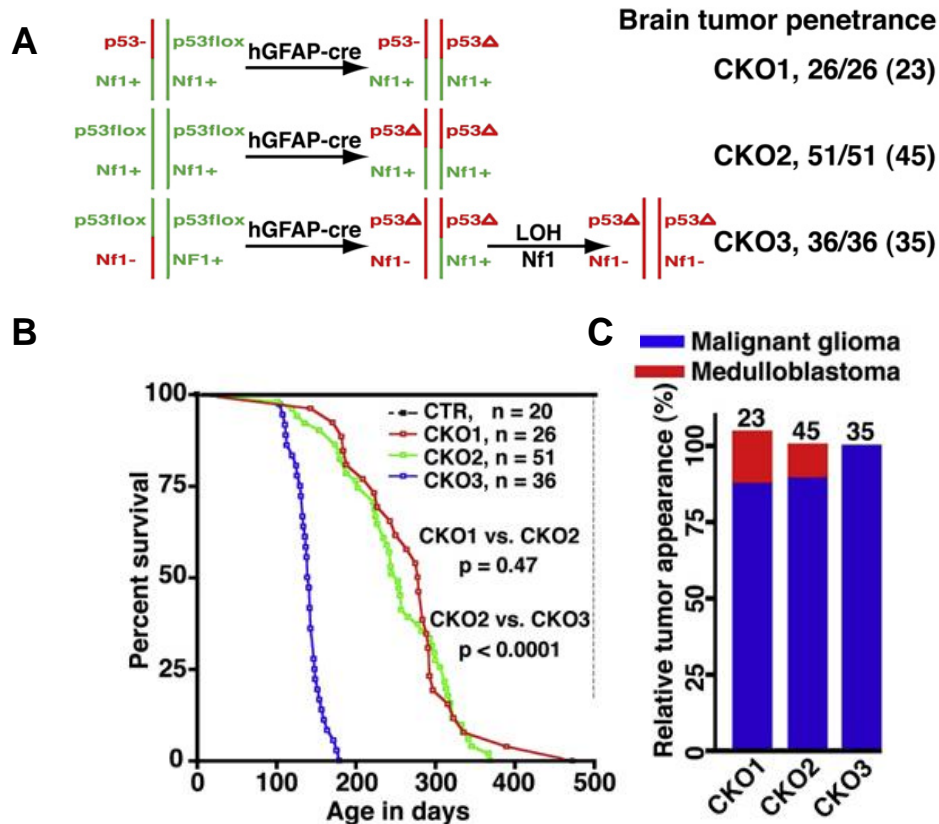 A
Brain tumor penetrance
p53- p53flox hGFAP-cre p53- p53Δ
Nf1+ Nf1+ Nf1+ Nf1+
CKO1, 26/26 (23)
p53flox p53flox hGFAP-cre p53Δ p53Δ
Nf1+ Nf1+ Nf1+ Nf1+
CKO2, 51/51 (45)
p53flox p53flox hGFAP-cre p53Δ p53Δ LOH p53Δ p53Δ
Nf1- NF1+ Nf1- Nf1+ Nf1 Nf1- Nf1-
CKO3, 36/36 (35)
B
Percent survival
100
75
50
25
0
CTR, n = 20
CKO1, n = 26
CKO2, n = 51
CKO3, n = 36
CKO1 vs. CKO2
p = 0.47
CKO2 vs. CKO3
p < 0.0001
0 100 200 300 400 500
Age in days
C
Malignant glioma
Medulloblastoma
Relative tumor appearance (%)
100
75
50
25
0
23 45 35
CKO1 CKO2 CKO3